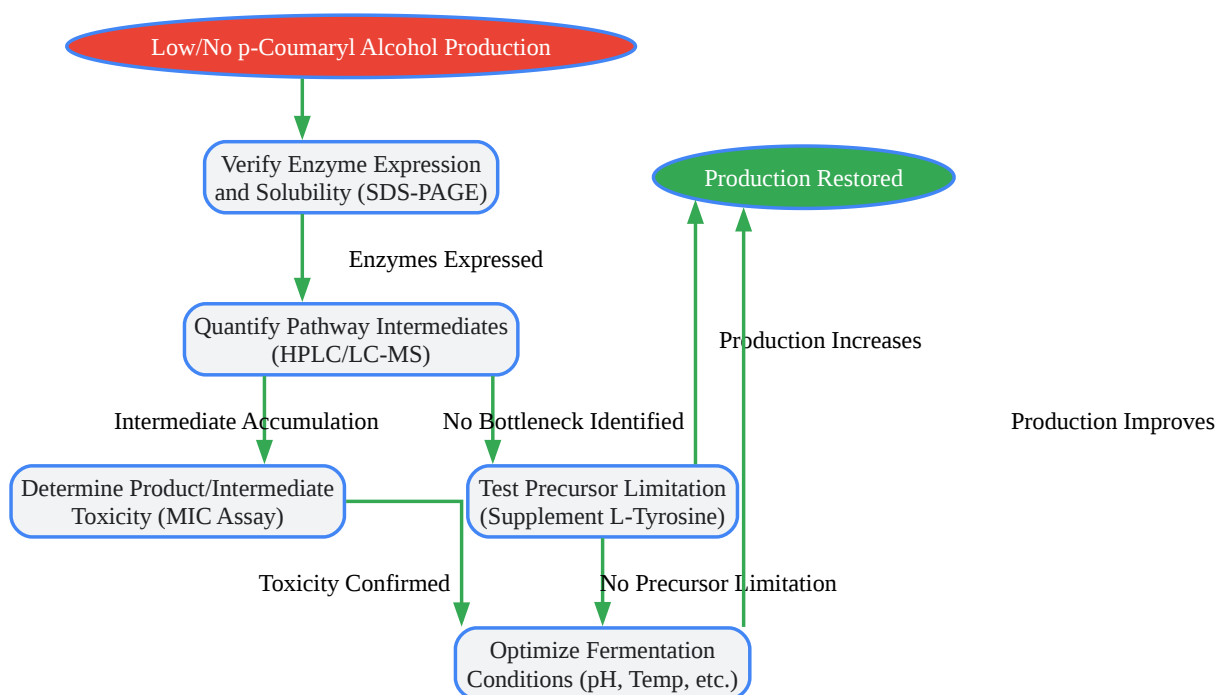 Low/No p-Coumaryl Alcohol Production
Verify Enzyme Expression
and Solubility (SDS-PAGE)
Production Restored
Enzymes Expressed
Quantify Pathway Intermediates
(HPLC/LC-MS)
Production Increases
Intermediate Accumulation
No Bottleneck Identified
Production Improves
Determine Product/Intermediate
Toxicity (MIC Assay)
Test Precursor Limitation
(Supplement L-Tyrosine)
Toxicity Confirmed
No Precursor Limitation
Optimize Fermentation
Conditions (pH, Temp, etc.)